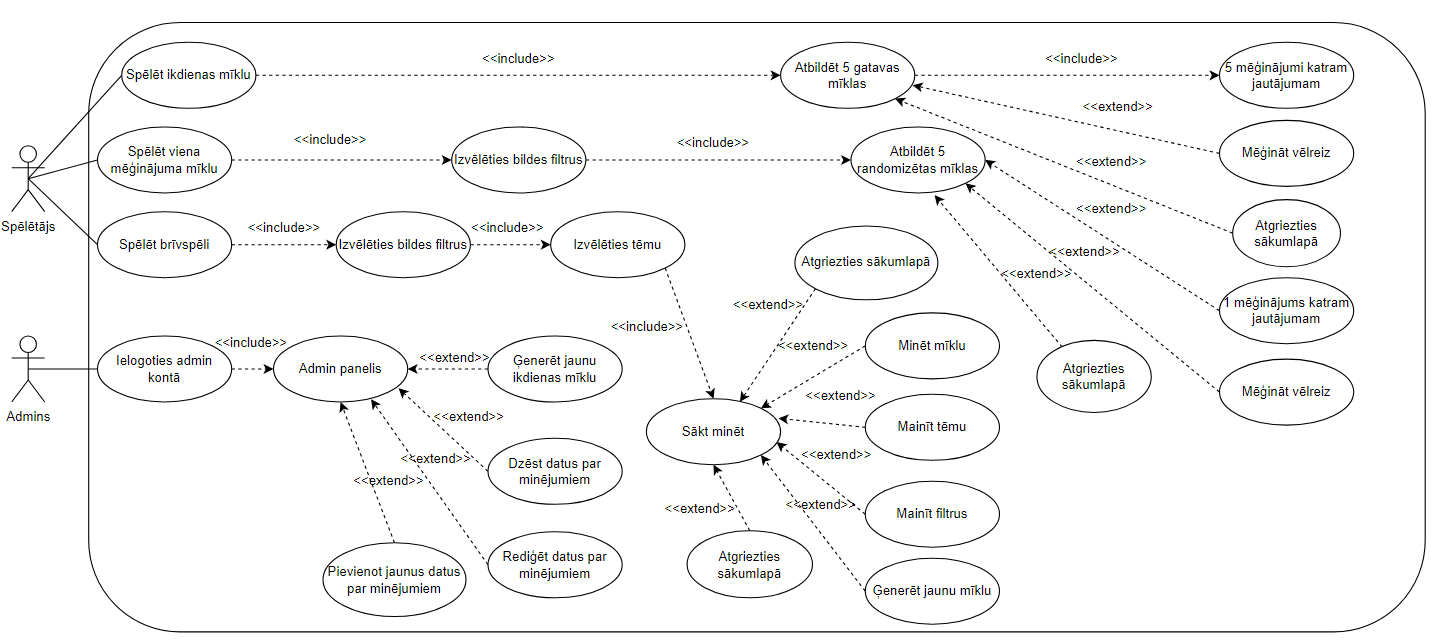 <<include>>
<<include>>
Spēlēt ikdienas mīklu
Atbildēt 5 gatavas
mīklas
5 mēģinājumi katram
jautājumam
<<extend>>
<<include>>
<<include>>
Spēlēt viena
mēģinājuma mīklu
Izvēlēties bildes filtrus
Atbildēt 5
randomizētas mīklas
Mēģināt vēlreiz
<<extend>>
Spēlētājs
<<extend>>
<<include>>
<<include>>
Spēlēt brīvspēli
Izvēlēties bildes filtrus
Izvēlēties tēmu
Atgriezties
sākumlapā
<<extend>>
Atgriezties sākumlapā
<<extend>>
<<extend>>
1 mēģinājums katram
jautājumam
<<include>>
<<include>>
<<extend>>
Minēt mīklu
Ielogoties admin
kontā
Admin panelis
<<extend>>
Ģenerēt jaunu
ikdienas mīklu
Atgriezties
sākumlapā
Mēģināt vēlreiz
Admins
<<extend>>
<<extend>>
Sākt minēt
Mainīt tēmu
<<extend>>
<<extend>>
Dzēst datus par
minējumiem
<<extend>>
<<extend>>
<<extend>>
Mainīt filtrus
Pievienot jaunus datus
par minējumiem
Rediģēt datus par
minējumiem
Atgriezties
sākumlapā
Ģenerēt jaunu mīklu